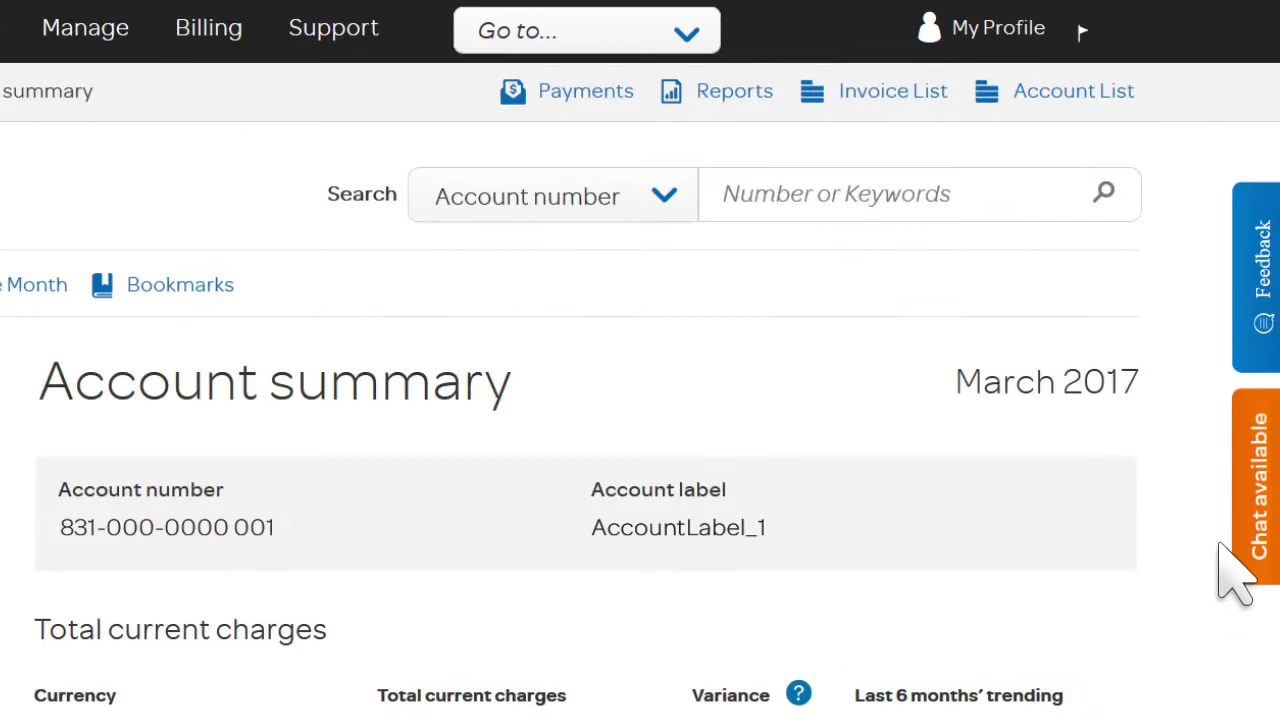 Manage Billing Support Go to... My Profile
summary Payments Reports Invoice List Account List
Search Account number Number or Keywords
Feedback
e Month Bookmarks
Account summary March 2017
Chat available
Account number Account label
831-000-0000 001 AccountLabel_1
Total current charges
Currency Total current charges Variance ? Last 6 months’ trending